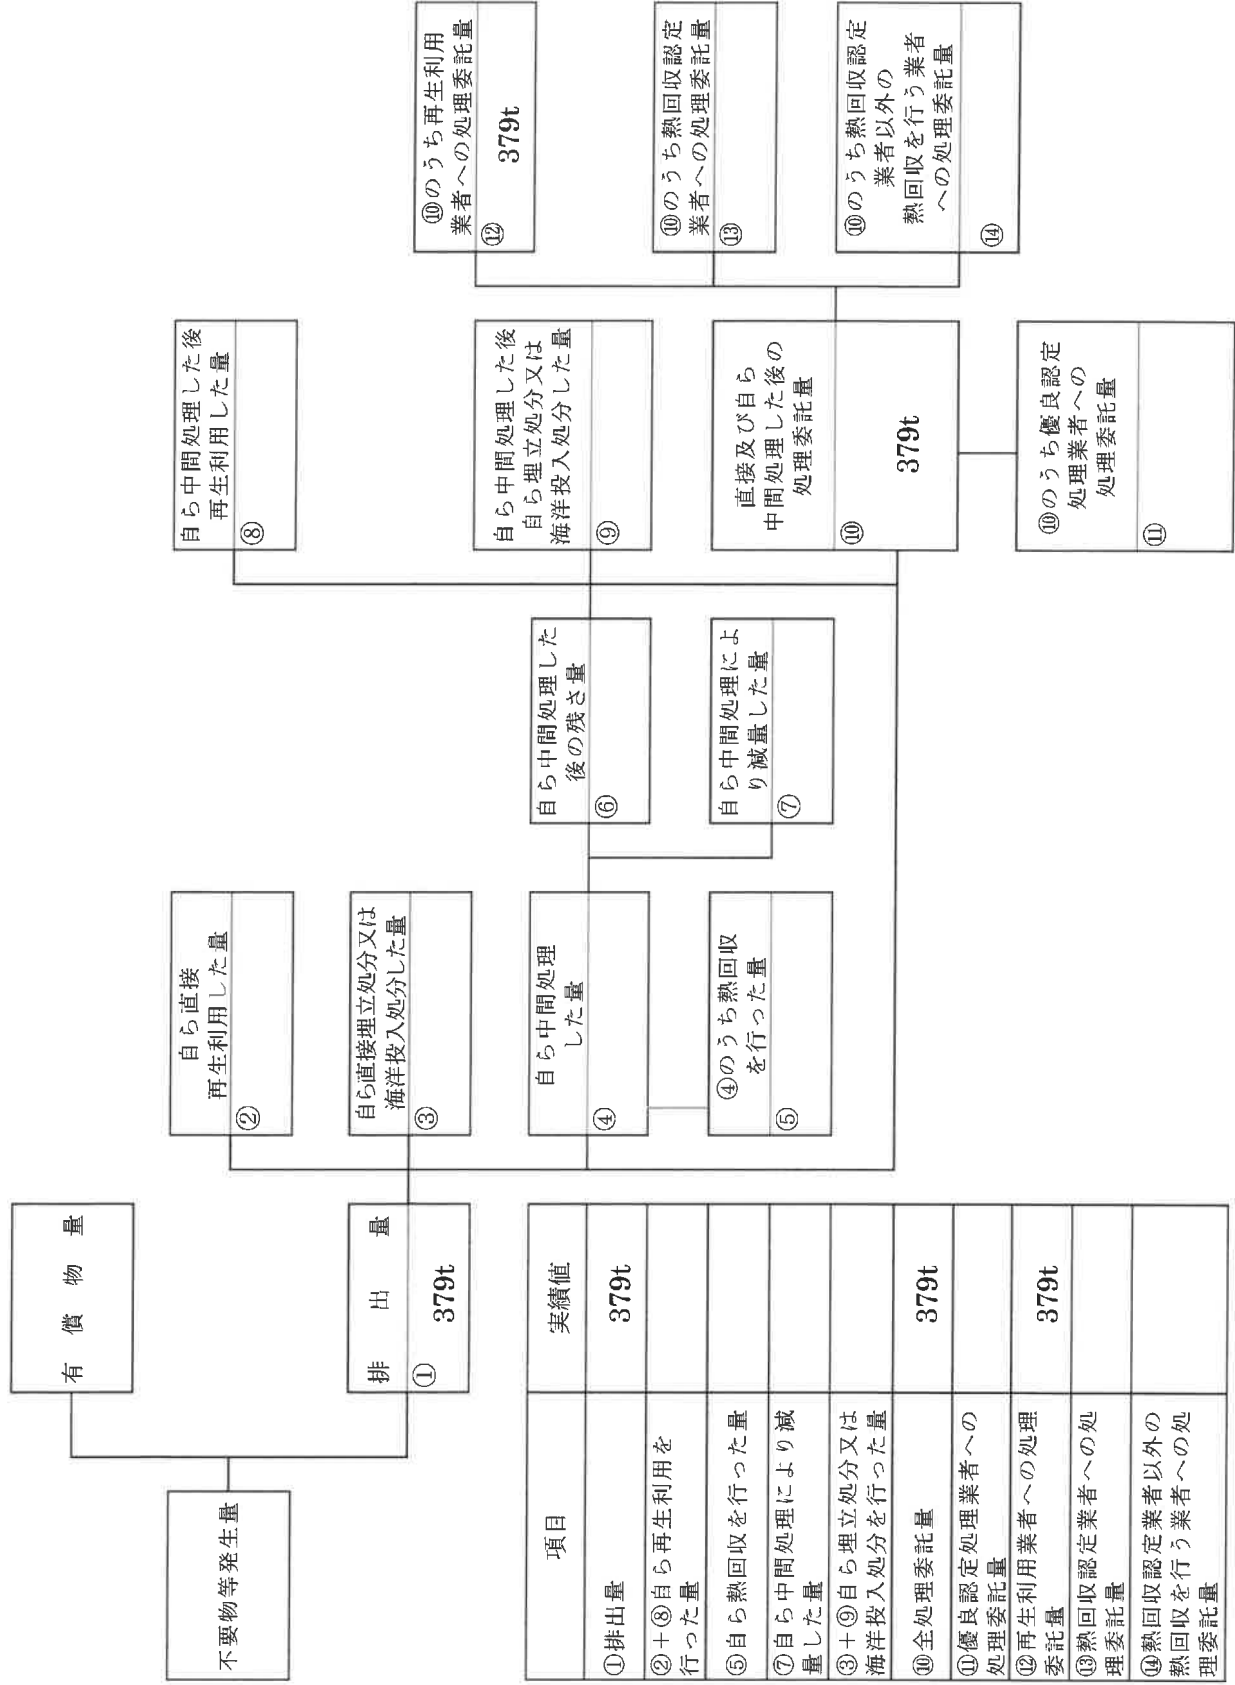 不要物等発生量
有償物量
排出量
①
379t
自ら直接
再生利用した量
②
自ら直接埋立処分又は
海洋投入処分した量
③
自ら中間処理
した量
④
④のうち熱回収
を行った量
⑤
自ら中間処理した
後の残さ量
⑥
自ら中間処理によ
り減量した量
⑦
自ら中間処理した後
再生利用した量
⑧
自ら中間処理した後
自ら埋立処分又は
海洋投入処分した量
⑨
直接及び自ら
中間処理した後の
処理委託量
⑩
379t
⑩のうち優良認定
処理業者への
処理委託量
⑪
⑩のうち再生利用
業者への処理委託量
⑫
379t
⑩のうち熱回収認定
業者への処理委託量
⑬
⑩のうち熱回収認定
業者以外の
熱回収を行う業者
への処理委託量
⑭
項目 実績値
①排出量 379t
②+⑧自ら再生利用を
行った量
⑤自ら熱回収を行った量
⑦自ら中間処理により減
量した量
③+⑨自ら埋立処分又は
海洋投入処分を行った量
⑩全処理委託量 379t
⑪優良認定処理業者への
処理委託量
⑫再生利用業者への処理
委託量 379t
⑬熱回収認定業者への処
理委託量
⑭熱回収認定業者以外の
熱回収を行う業者への処
理委託量